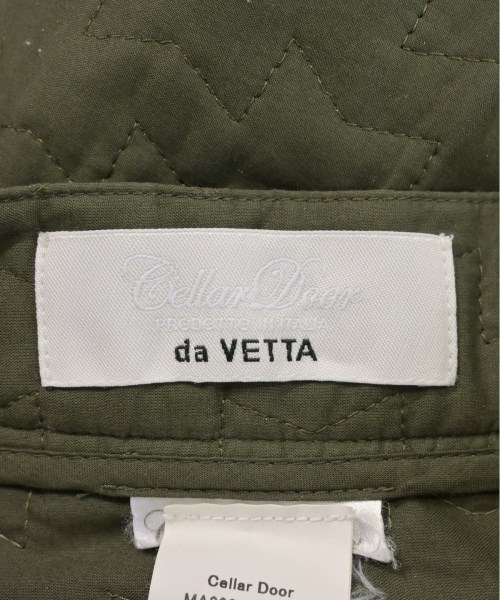 Cellar Door
PRODOTTO IN ITALIA
da VETTA
Cellar Door